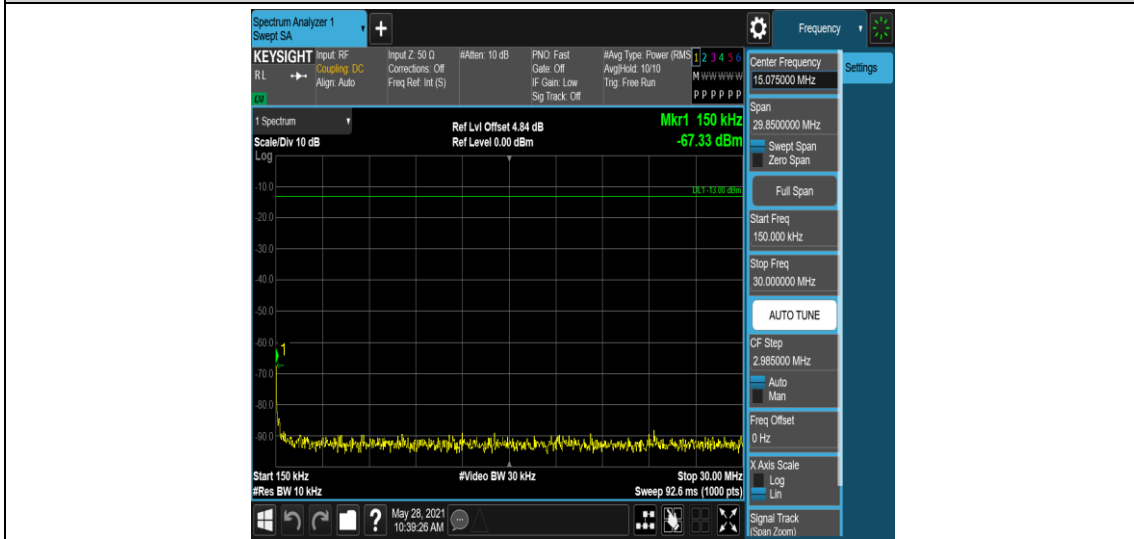 Spectrum Analyzer 1
Swept SA
Frequency
KEYSIGHT
RL
LXI
Input: RF
Coupling: DC
Align: Auto
Input Z: 50 Ω
Corrections: Off
Freq Ref: Int (S)
#Atten: 10 dB
PNO: Fast
Gate: Off
IF Gain: Low
Sig Track: Off
#Avg Type: Power (RMS
Avg|Hold: 10/10
Trig: Free Run
1 2 3 4 5 6
M W W W W W
P P P P P P
1 Spectrum
Scale/Div 10 dB
Log
Ref Lvl Offset 4.84 dB
Ref Level 0.00 dBm
Mkr1 150 kHz
-67.33 dBm
DL1 -13.00 dBm
-10.0
-20.0
-30.0
-40.0
-50.0
-60.0
1
-70.0
-80.0
-90.0
Start 150 kHz
#Res BW 10 kHz
#Video BW 30 kHz
Stop 30.00 MHz
Sweep 92.6 ms (1000 pts)
May 28, 2021
10:39:26 AM
Center Frequency
15.075000 MHz
Settings
Span
29.8500000 MHz
Swept Span
Zero Span
Full Span
Start Freq
150.000 kHz
Stop Freq
30.000000 MHz
AUTO TUNE
CF Step
2.985000 MHz
Auto
Man
Freq Offset
0 Hz
X Axis Scale
Log
Lin
Signal Track
(Span Zoom)